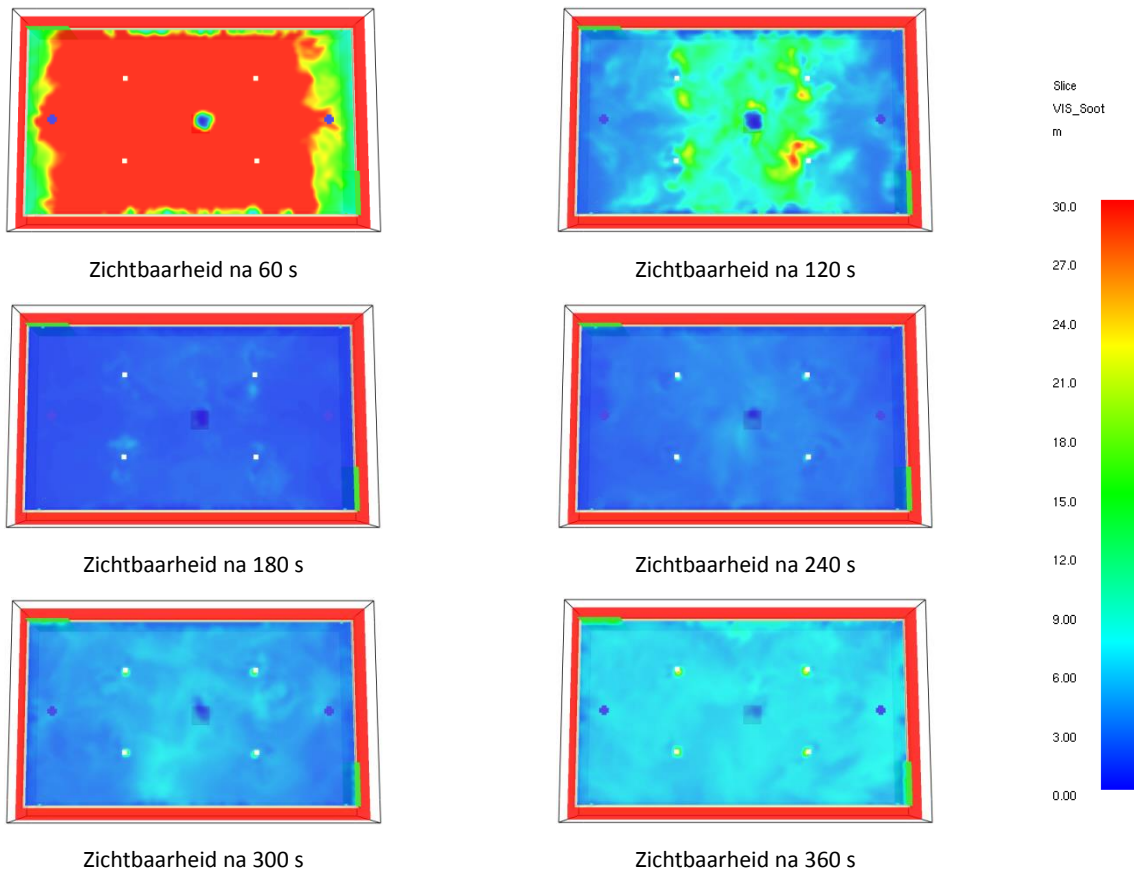 Zichtbaarheid na 60 s
Zichtbaarheid na 120 s
Zichtbaarheid na 180 s
Zichtbaarheid na 240 s
Zichtbaarheid na 300 s
Zichtbaarheid na 360 s
Slice
VIS_Soot
m
30.0
27.0
24.0
21.0
18.0
15.0
12.0
9.00
6.00
3.00
0.00